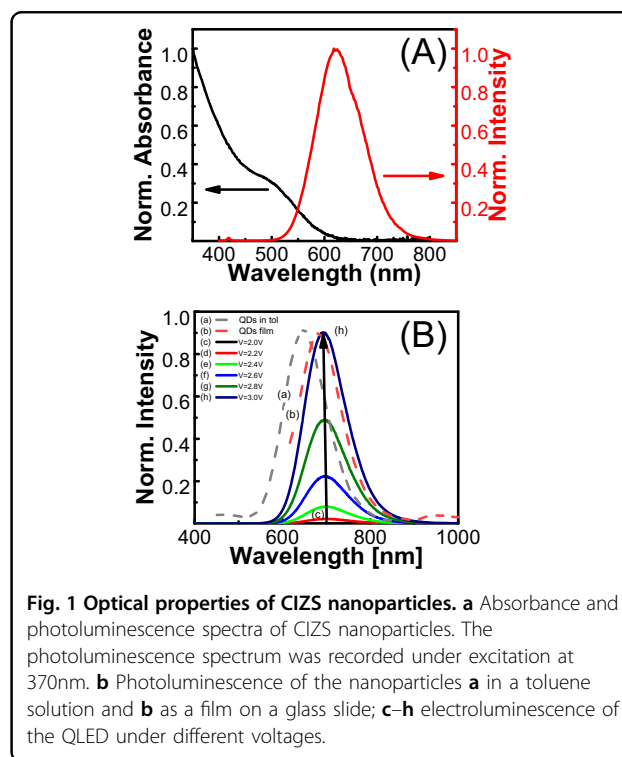 (A)
Norm. Absorbance
1.0
0.8
0.6
0.4
0.2
1.0
0.8
0.6
0.4
0.2
Norm. Intensity
400 500 600 700 800
Wavelength (nm)
(B)
Norm. Intensity
1.0
0.8
0.6
0.4
0.2
(a) QDs in tol
(b) QDs film
(c) V=2.0V
(d) V=2.2V
(e) V=2.4V
(f) V=2.6V
(g) V=2.8V
(h) V=3.0V
(h)
(a)
(b)
(c)
400 600 800 1000
Wavelength [nm]
Fig. 1 Optical properties of CIZS nanoparticles. a Absorbance and
photoluminescence spectra of CIZS nanoparticles. The
photoluminescence spectrum was recorded under excitation at
370nm. b Photoluminescence of the nanoparticles a in a toluene
solution and b as a film on a glass slide; c–h electroluminescence of
the QLED under different voltages.